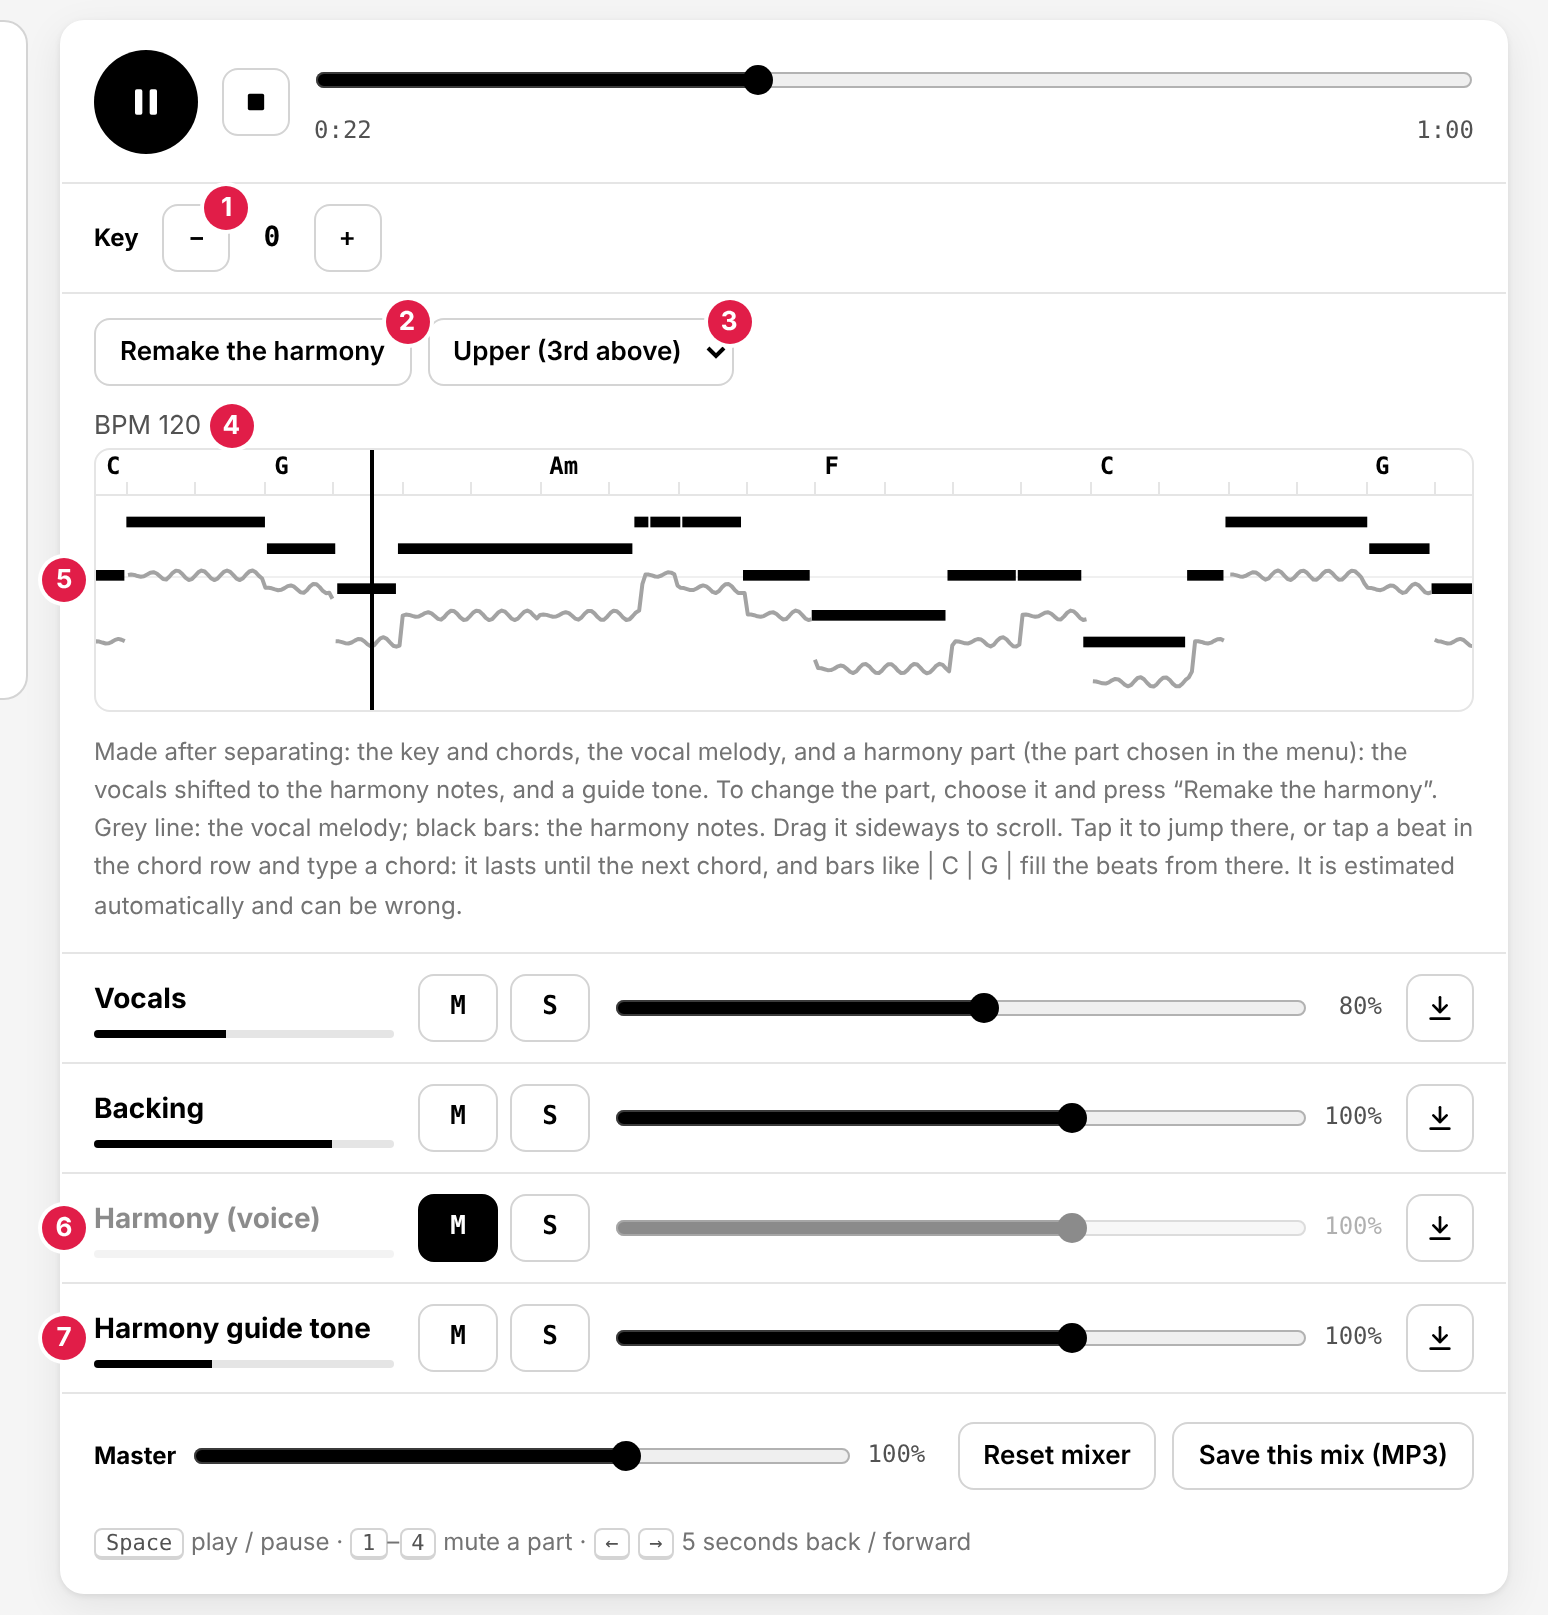 0:22 1:00
Key − 1 0 +
Remake the harmony 2 Upper (3rd above) 3
BPM 120 4
C G Am F C G
5
Made after separating: the key and chords, the vocal melody, and a harmony part (the part chosen in the menu): the
vocals shifted to the harmony notes, and a guide tone. To change the part, choose it and press “Remake the harmony”.
Grey line: the vocal melody; black bars: the harmony notes. Drag it sideways to scroll. Tap it to jump there, or tap a beat in
the chord row and type a chord: it lasts until the next chord, and bars like | C | G | fill the beats from there. It is estimated
automatically and can be wrong.
Vocals M S 80%
Backing M S 100%
6 Harmony (voice) M S 100%
7 Harmony guide tone M S 100%
Master 100% Reset mixer Save this mix (MP3)
Space play / pause · 1–4 mute a part · ← → 5 seconds back / forward